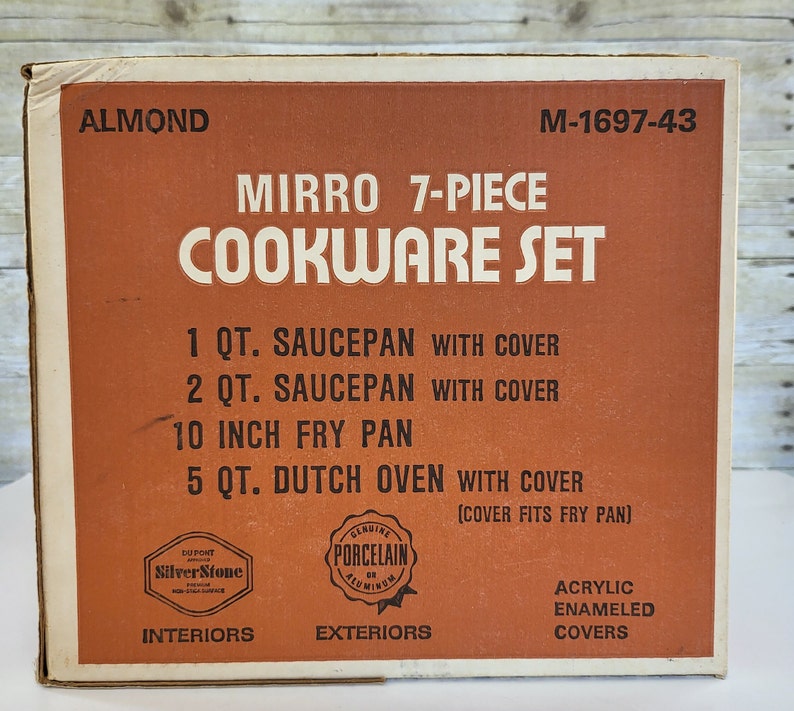 ALMOND M-1697-43
MIRRO 7-PIECE
COOKWARE SET
1 QT. SAUCEPAN WITH COVER
2 QT. SAUCEPAN WITH COVER
10 INCH FRY PAN
5 QT. DUTCH OVEN WITH COVER
(COVER FITS FRY PAN)
DU PONT
APPROVED
SilverStone
PREMIUM
NON-STICK SURFACE
INTERIORS
GENUINE
PORCELAIN
ON
ALUMINUM
EXTERIORS
ACRYLIC
ENAMELED
COVERS